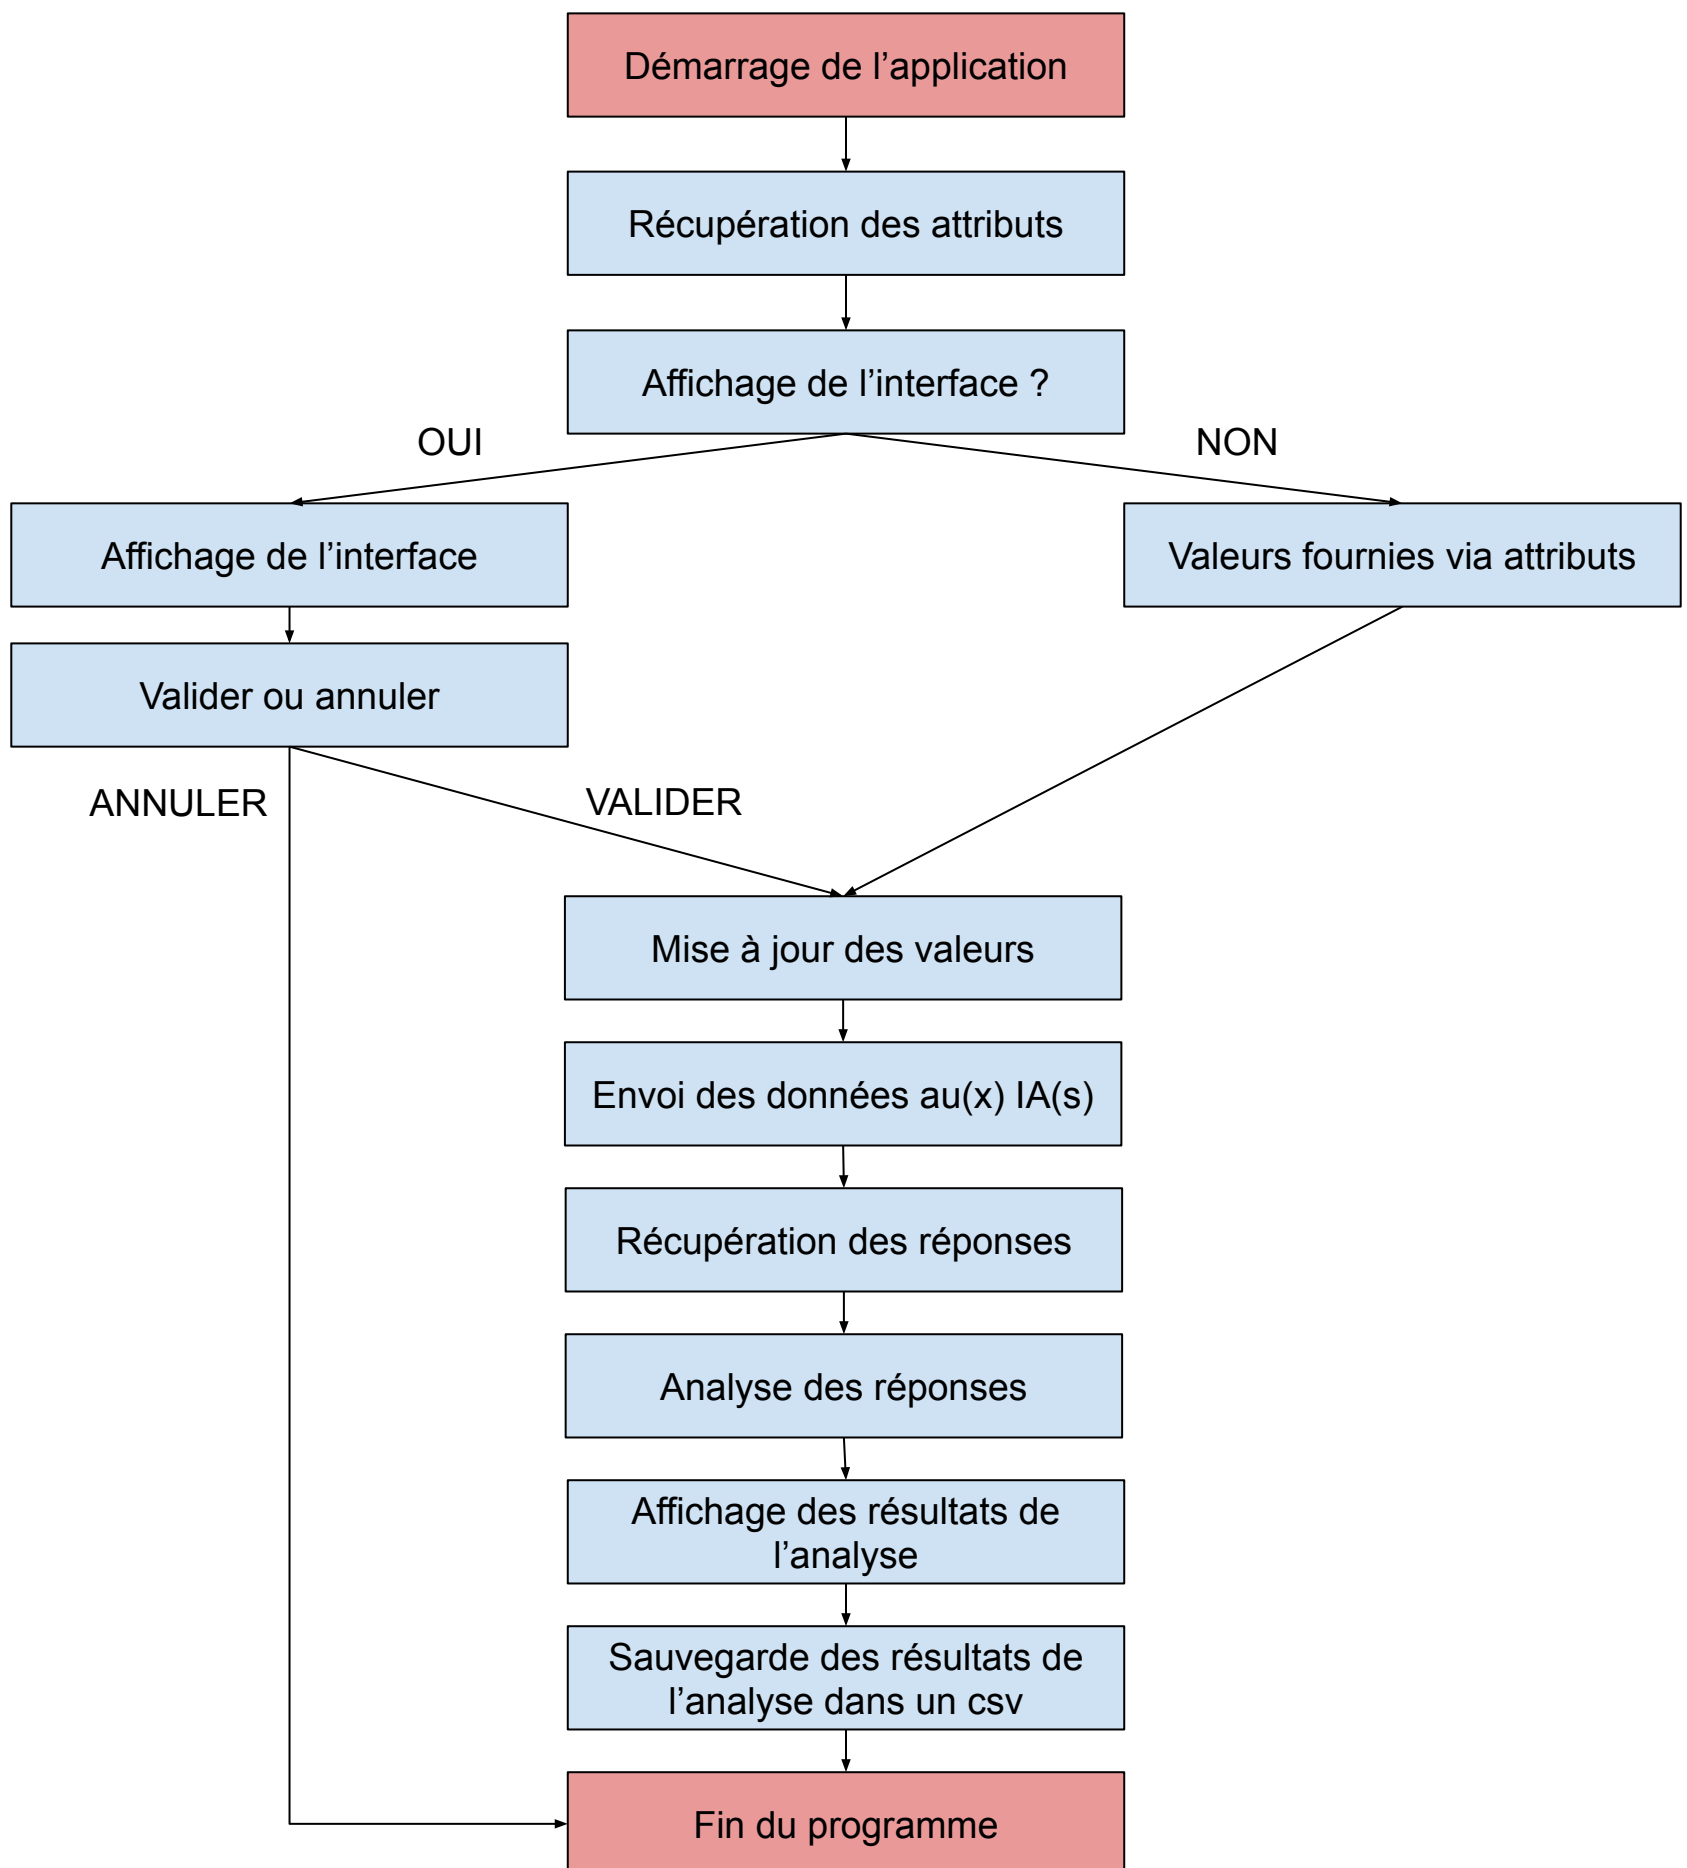 Démarrage de l’application
Récupération des attributs
Affichage de l’interface ?
OUI
NON
Affichage de l’interface
Valeurs fournies via attributs
Valider ou annuler
ANNULER
VALIDER
Mise à jour des valeurs
Envoi des données au(x) IA(s)
Récupération des réponses
Analyse des réponses
Affichage des résultats de
l’analyse
Sauvegarde des résultats de
l’analyse dans un csv
Fin du programme